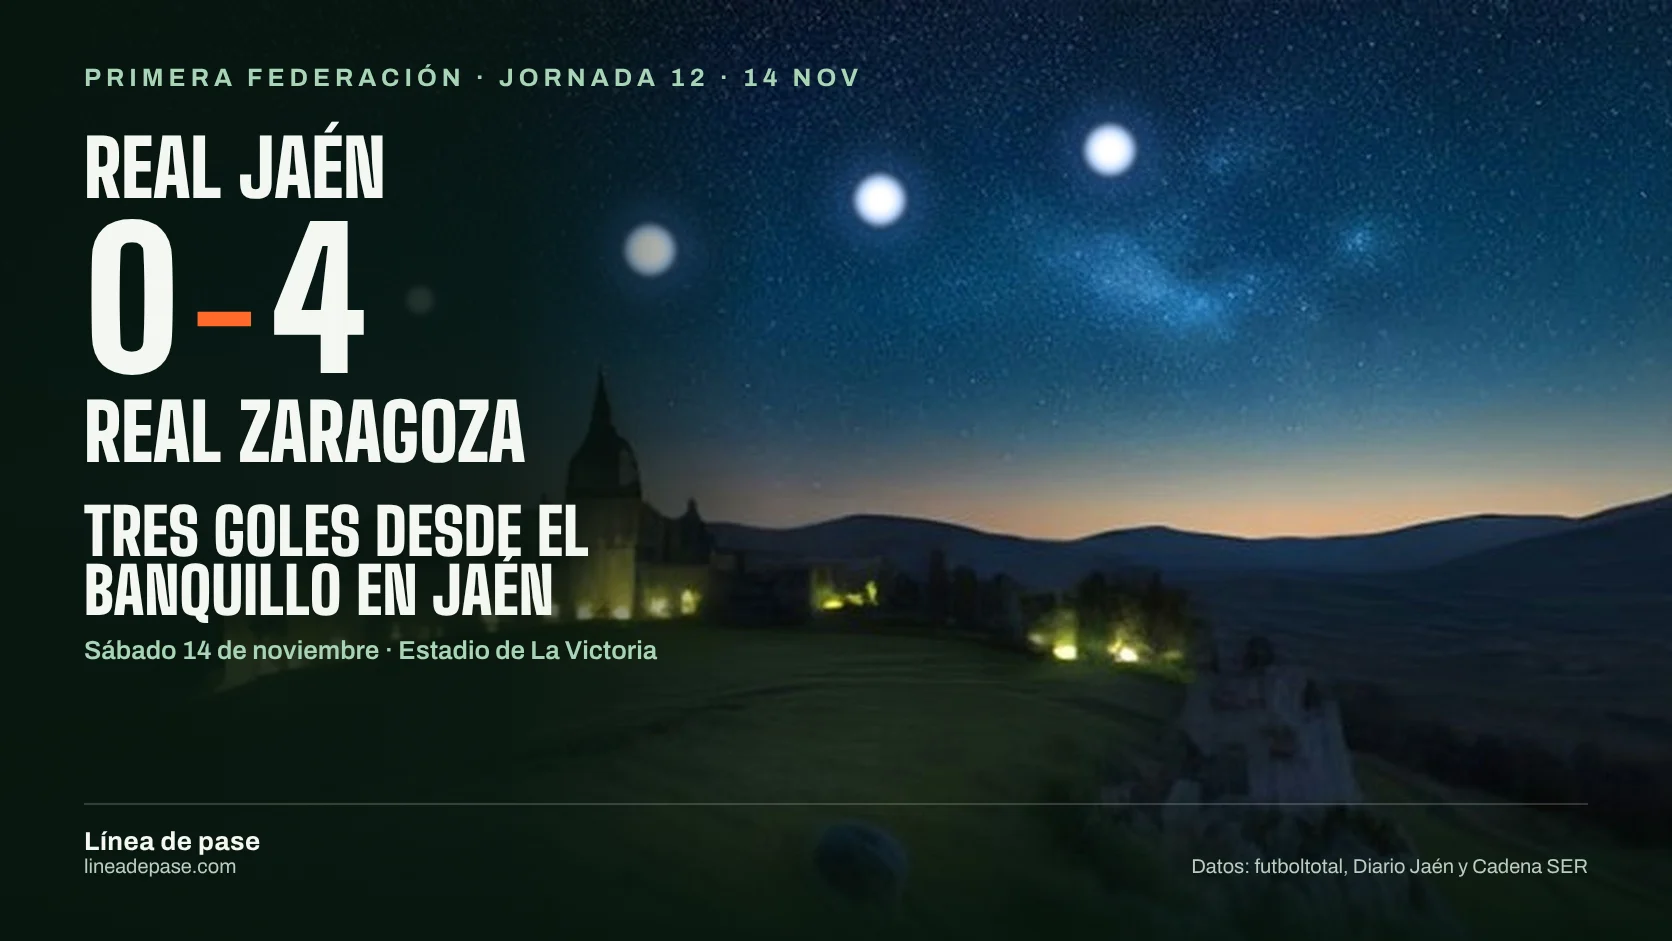 PRIMERA FEDERACIÓN · JORNADA 12 · 14 NOV
REAL JAÉN
0–4
REAL ZARAGOZA
TRES GOLES DESDE EL
BANQUILLO EN JAÉN
Sábado 14 de noviembre · Estadio de La Victoria
Línea de pase
lineadepase.com
Datos: futboltotal, Diario Jaén y Cadena SER